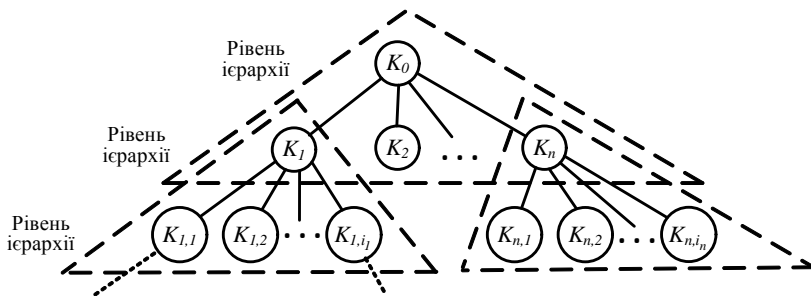 Рівень
ієрархії
K0
Рівень
ієрархії
K1
K2
...
Kn
Рівень
ієрархії
K1,1
K1,2
...
K1,i1
Kn,1
Kn,2
...
Kn,in